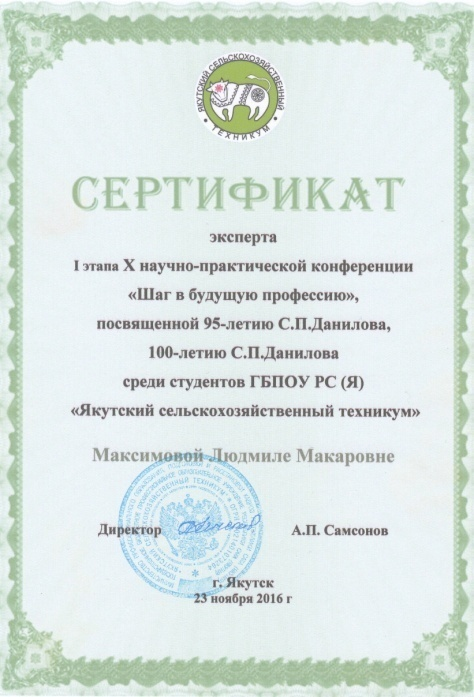 ЯКУТСКИЙ СЕЛЬСКОХОЗЯЙСТВЕННЫЙ
• ТЕХНИКУМ •
СЕРТИФИКАТ
эксперта
I этапа X научно-практической конференции
«Шаг в будущую профессию»,
посвященной 95-летию С.П.Данилова,
100-летию С.П.Данилова
среди студентов ГБПОУ РС (Я)
«Якутский сельскохозяйственный техникум»
Максимовой Людмиле Макаровне
Директор
А.П. Самсонов
г. Якутск
23 ноября 2016 г